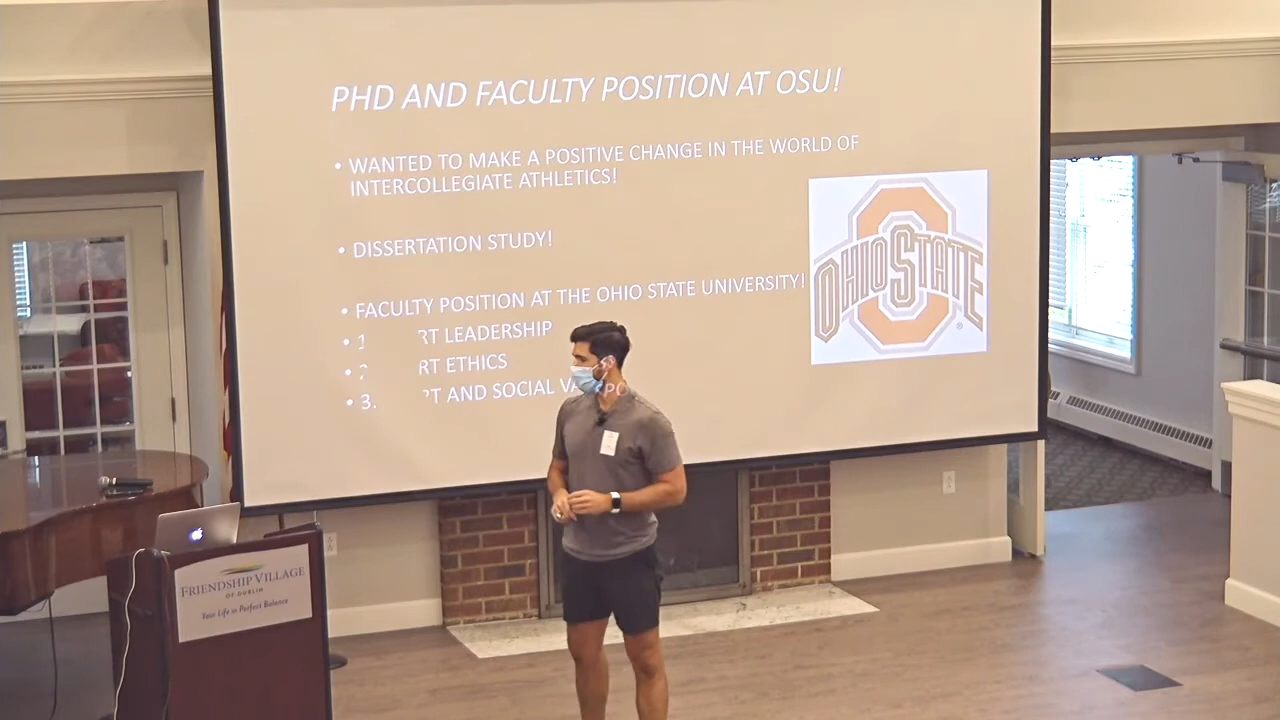 PHD AND FACULTY POSITION AT OSU!
• WANTED TO MAKE A POSITIVE CHANGE IN THE WORLD OF
INTERCOLLEGIATE ATHLETICS!
• DISSERTATION STUDY!
• FACULTY POSITION AT THE OHIO STATE UNIVERSITY!
• 1 RT LEADERSHIP
• 2 RT ETHICS
• 3. RT AND SOCIAL
OHIO STATE
®
FRIENDSHIP VILLAGE
OF DUBLIN
Your Life in Perfect Balance